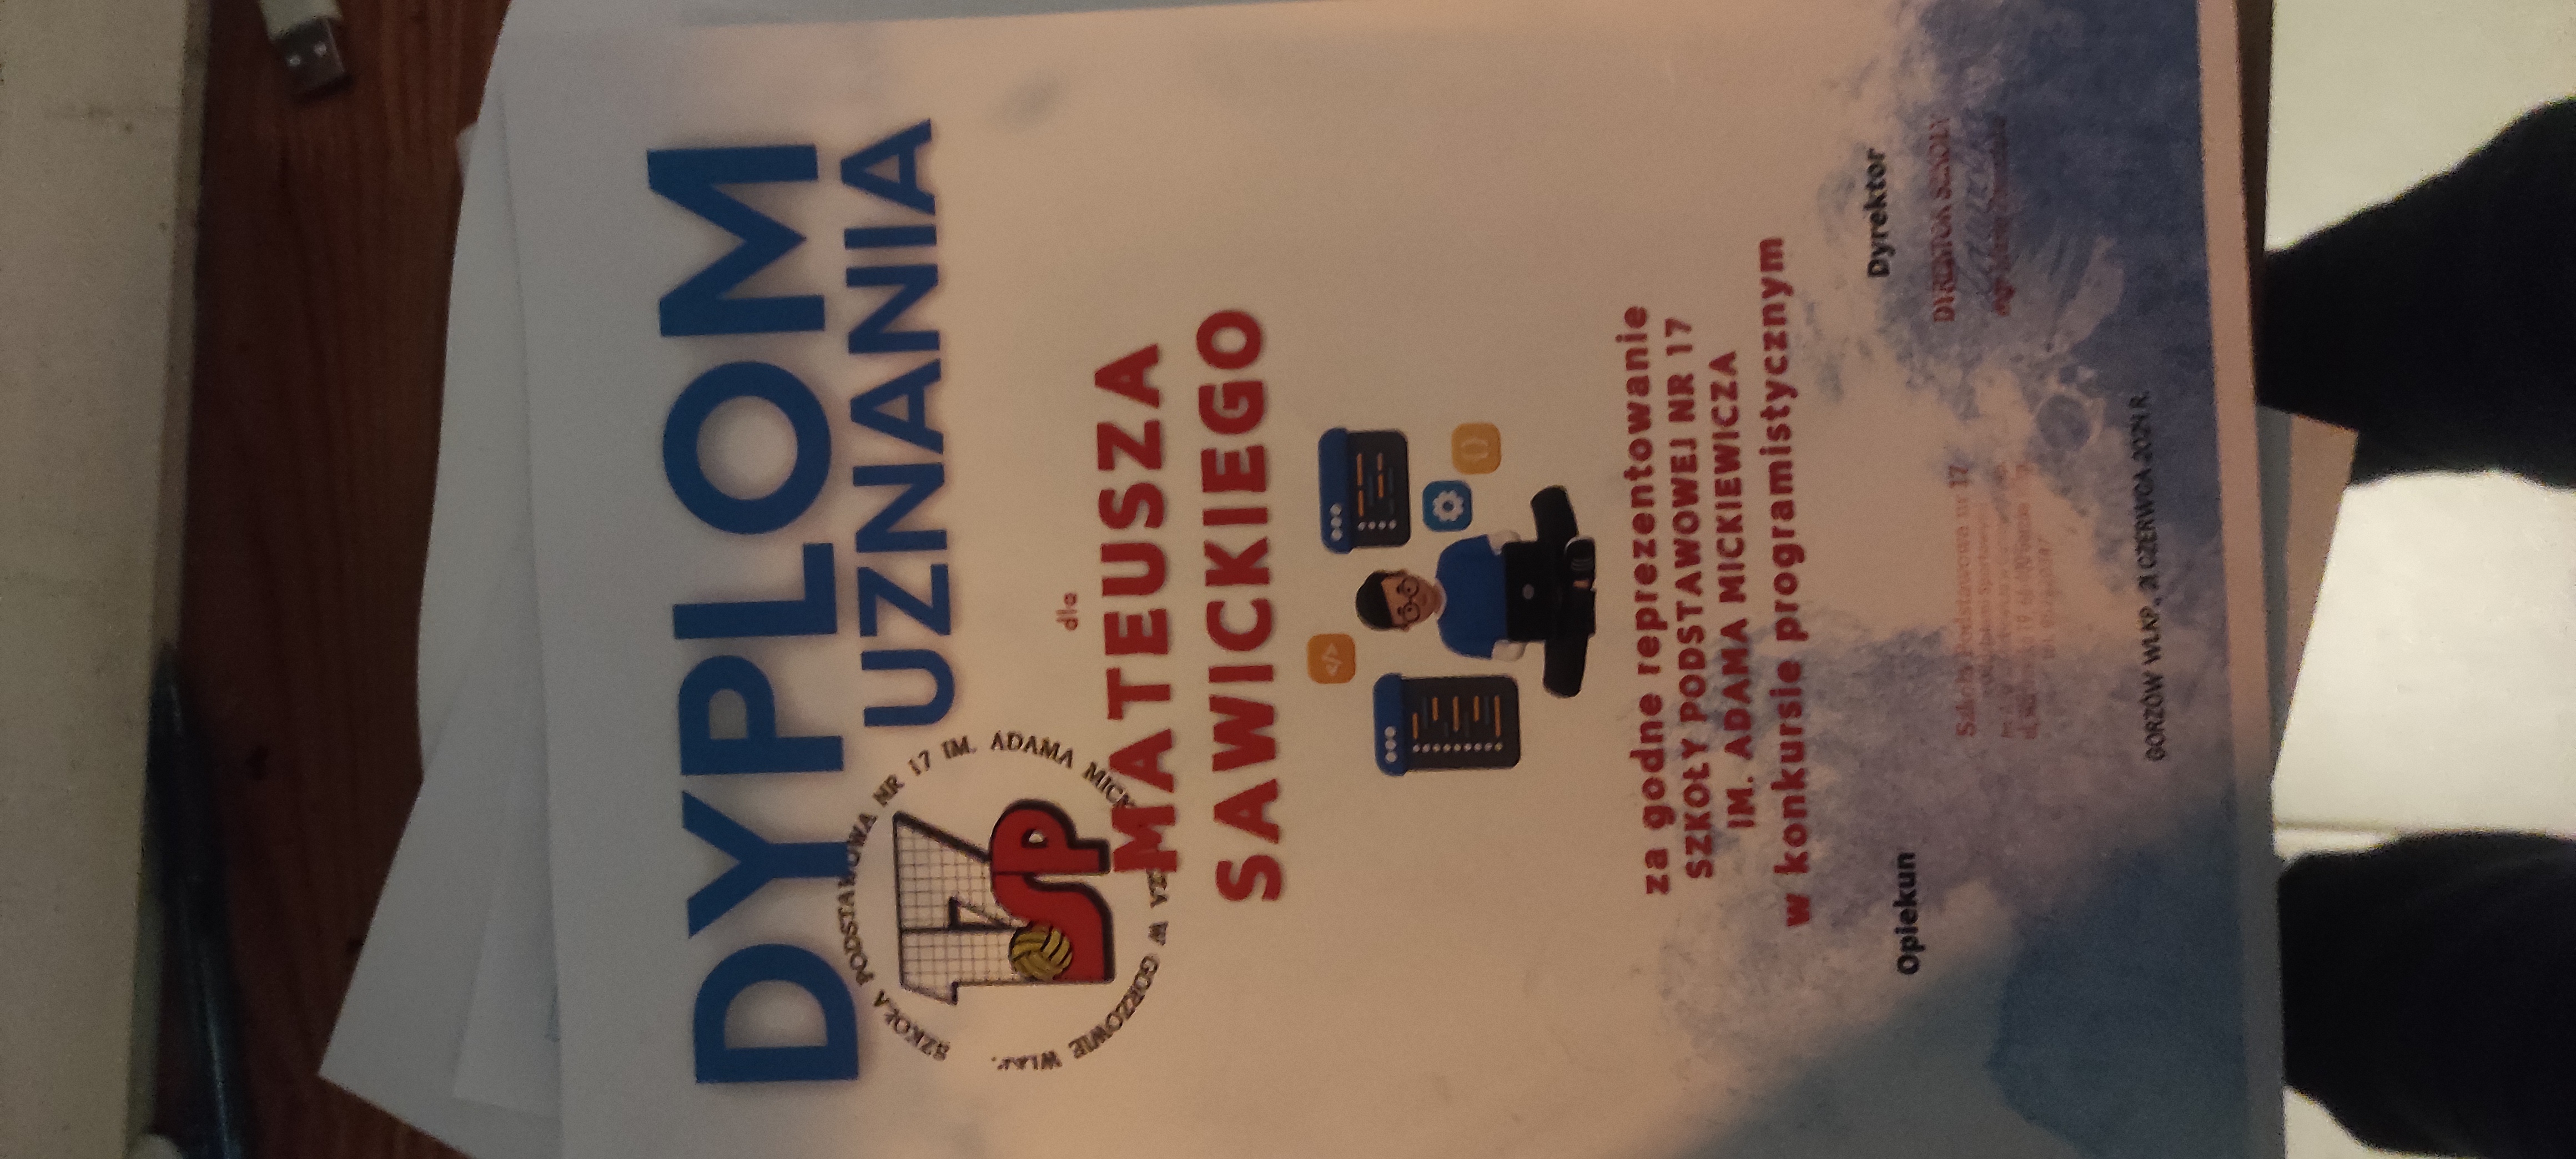 DYPLOM
UZNANIA
SZKOŁA PODSTAWOWA NR 17 IM. ADAMA MICK
ZA W GORZOWIE WLKP.
SP
17
dla
MATEUSZA
SAWICKIEGO
za godne reprezentowanie
SZKOŁY PODSTAWOWEJ NR 17
IM. ADAMA MICKIEWICZA
w konkursie programistycznym
Opiekun
Dyrektor
Szkoła Podstawowa nr 17
DYREKTOR SZKOŁY
GORZÓW WLKP., 21 CZERWCA 2024 R.